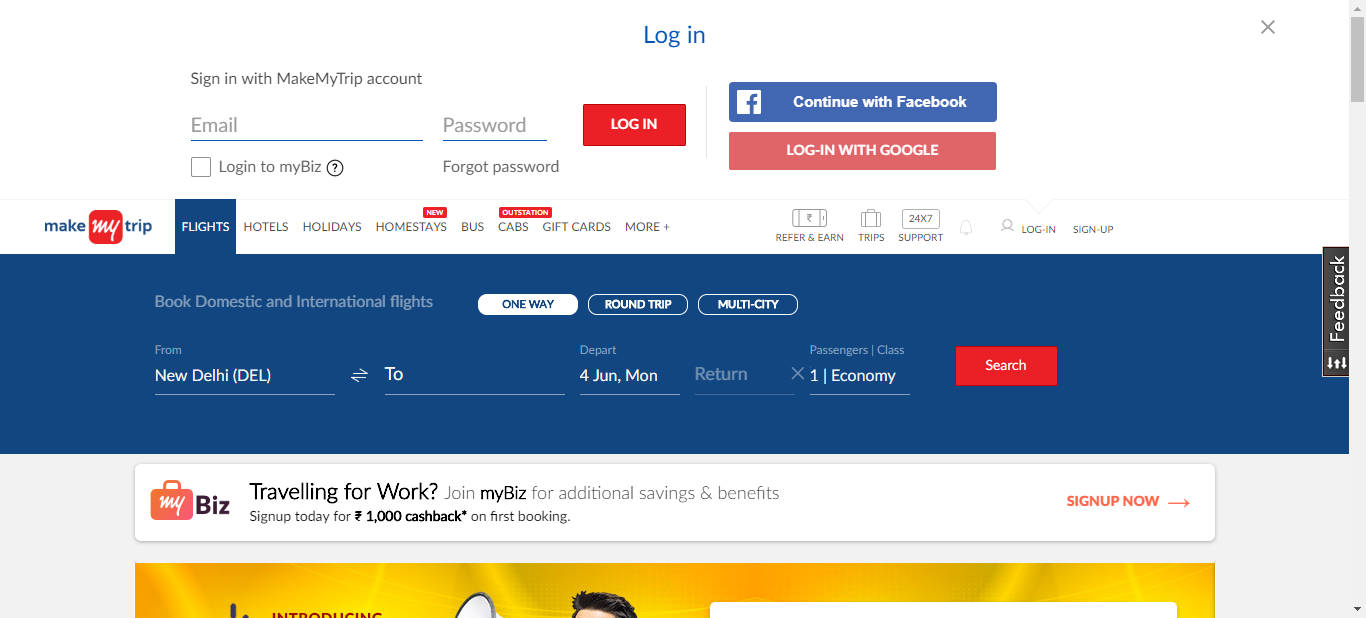 Log in
Sign in with MakeMyTrip account
Email
Password
LOG IN
Login to myBiz ?
Forgot password
Continue with Facebook
LOG-IN WITH GOOGLE
make my trip
FLIGHTS
HOTELS
HOLIDAYS
NEW
HOMESTAYS
BUS
OUTSTATION
CABS
GIFT CARDS
MORE +
₹
REFER & EARN
TRIPS
24X7
SUPPORT
LOG-IN
SIGN-UP
Book Domestic and International flights
ONE WAY
ROUND TRIP
MULTI-CITY
From
New Delhi (DEL)
To
Depart
4 Jun, Mon
Return
Passengers | Class
1 | Economy
Search
Feedback
my Biz
Travelling for Work? Join myBiz for additional savings & benefits
Signup today for ₹ 1,000 cashback* on first booking.
SIGNUP NOW
INTRODUCING